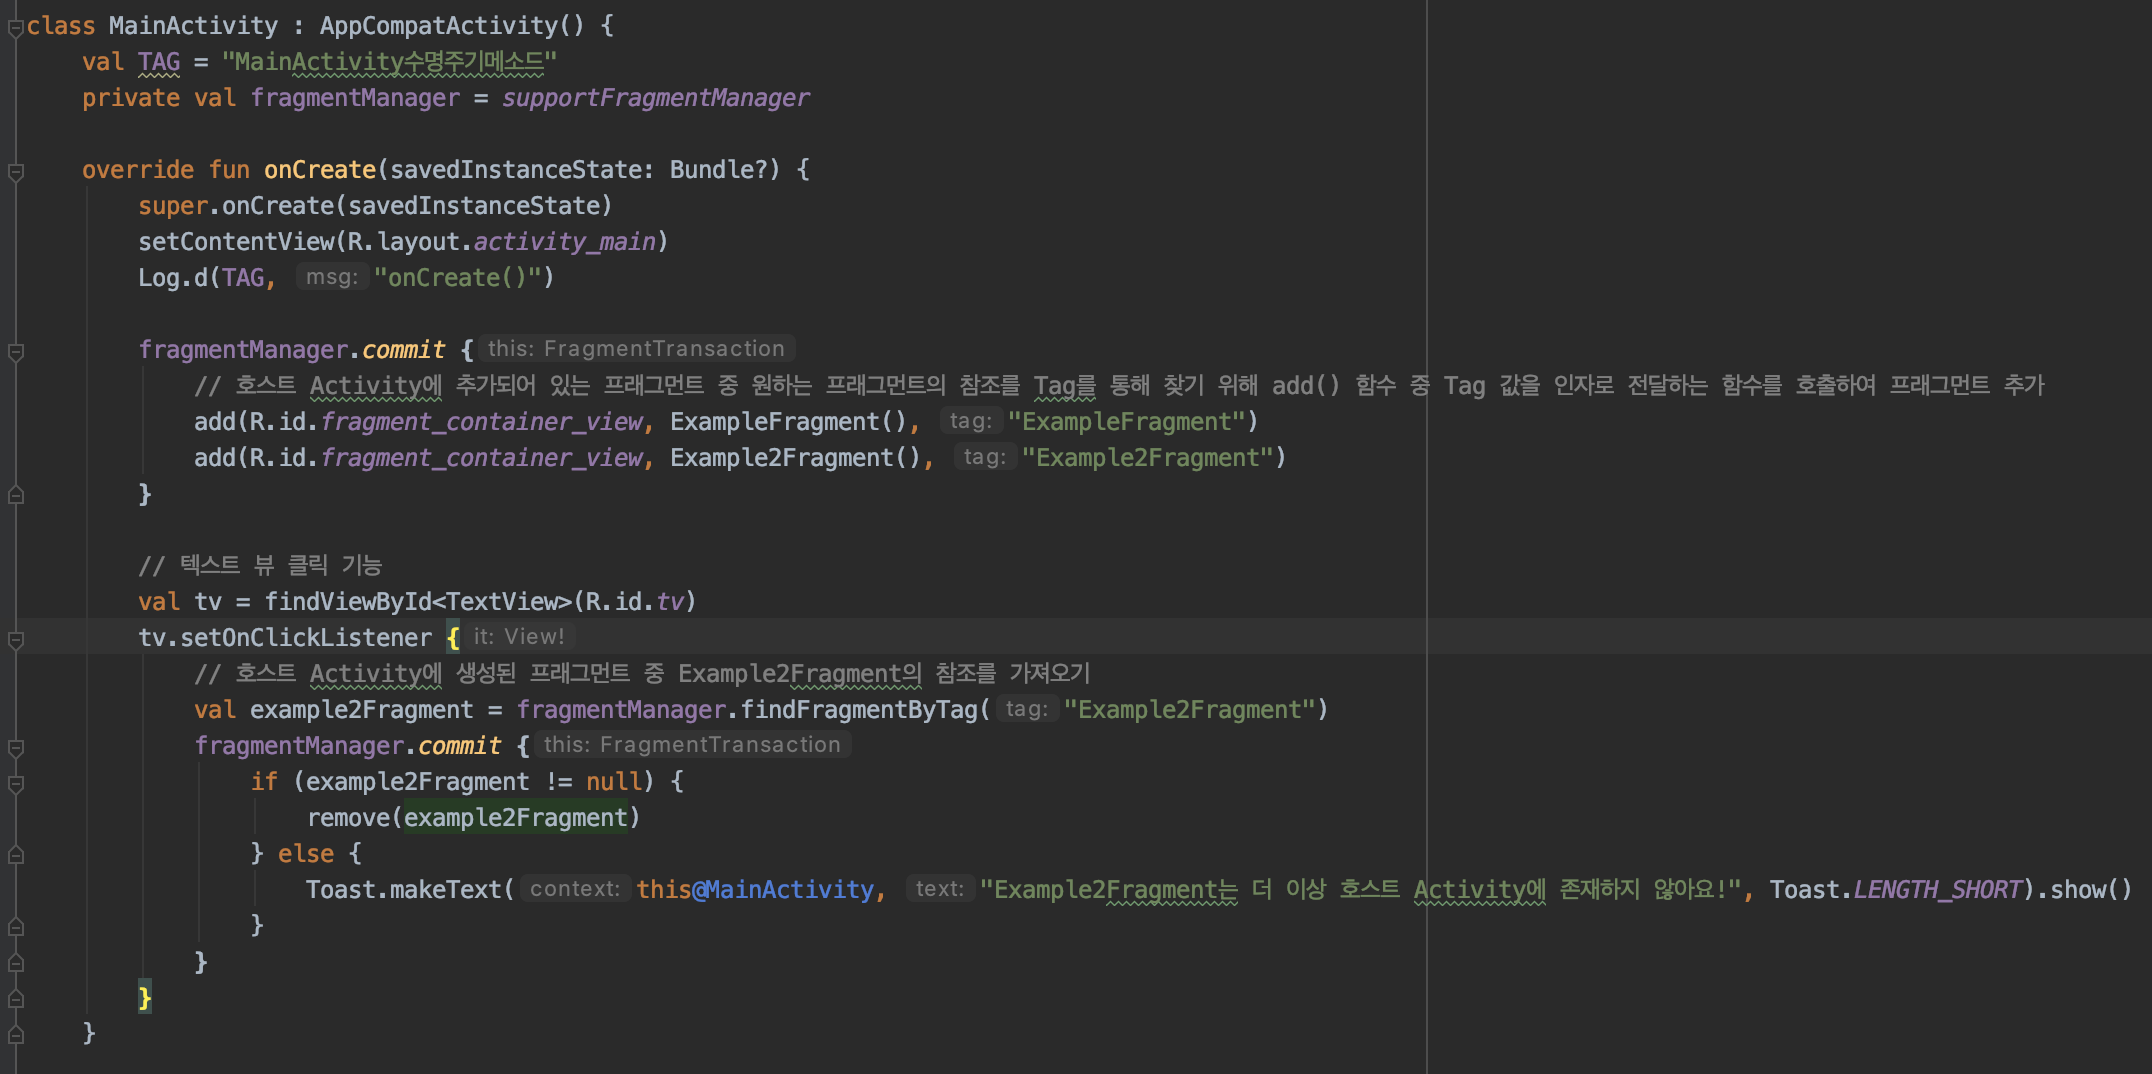 class MainActivity : AppCompatActivity() {
val TAG = "MainActivity수명주기메소드"
private val fragmentManager = supportFragmentManager
override fun onCreate(savedInstanceState: Bundle?) {
super.onCreate(savedInstanceState)
setContentView(R.layout.activity_main)
Log.d(TAG, msg: "onCreate()")
fragmentManager.commit { this: FragmentTransaction
// 호스트 Activity에 추가되어 있는 프래그먼트 중 원하는 프래그먼트의 참조를 Tag를 통해 찾기 위해 add() 함수 중 Tag 값을 인자로 전달하는 함수를 호출하여 프래그먼트 추가
add(R.id.fragment_container_view, ExampleFragment(), tag: "ExampleFragment")
add(R.id.fragment_container_view, Example2Fragment(), tag: "Example2Fragment")
}
// 텍스트 뷰 클릭 기능
val tv = findViewById<TextView>(R.id.tv)
tv.setOnClickListener { it: View!
// 호스트 Activity에 생성된 프래그먼트 중 Example2Fragment의 참조를 가져오기
val example2Fragment = fragmentManager.findFragmentByTag( tag: "Example2Fragment")
fragmentManager.commit { this: FragmentTransaction
if (example2Fragment != null) {
remove(example2Fragment)
} else {
Toast.makeText( context: this@MainActivity, text: "Example2Fragment는 더 이상 호스트 Activity에 존재하지 않아요!", Toast.LENGTH_SHORT).show()
}
}
}
}